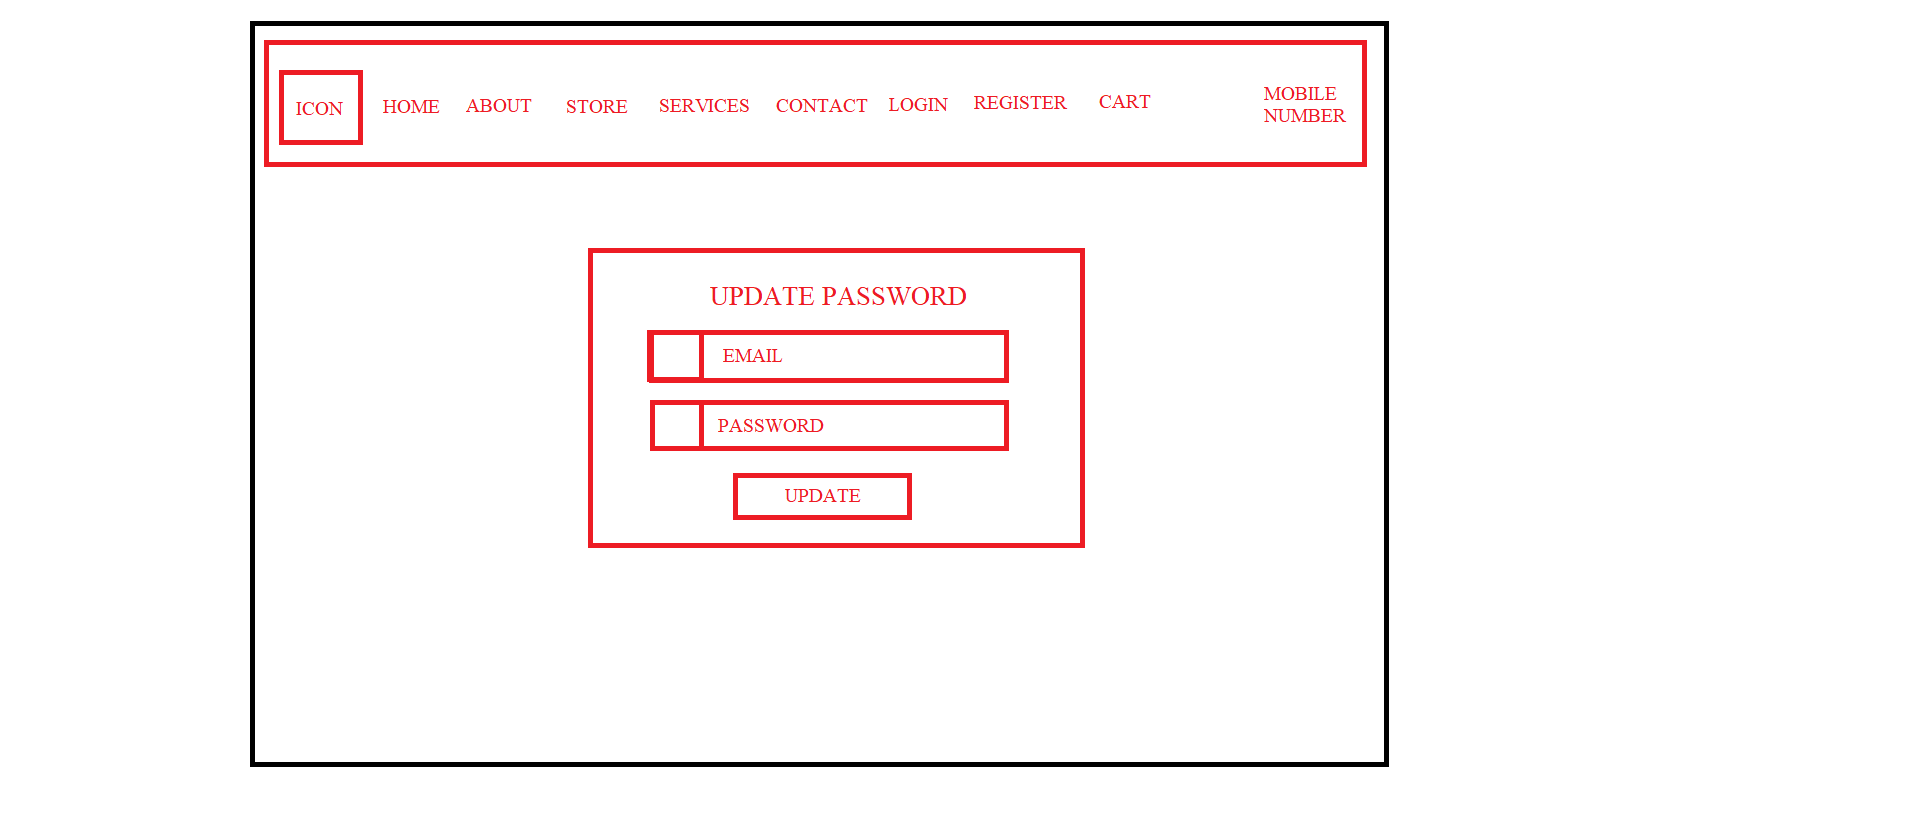 ICON HOME ABOUT STORE SERVICES CONTACT LOGIN REGISTER CART MOBILE
NUMBER
UPDATE PASSWORD
EMAIL
PASSWORD
UPDATE